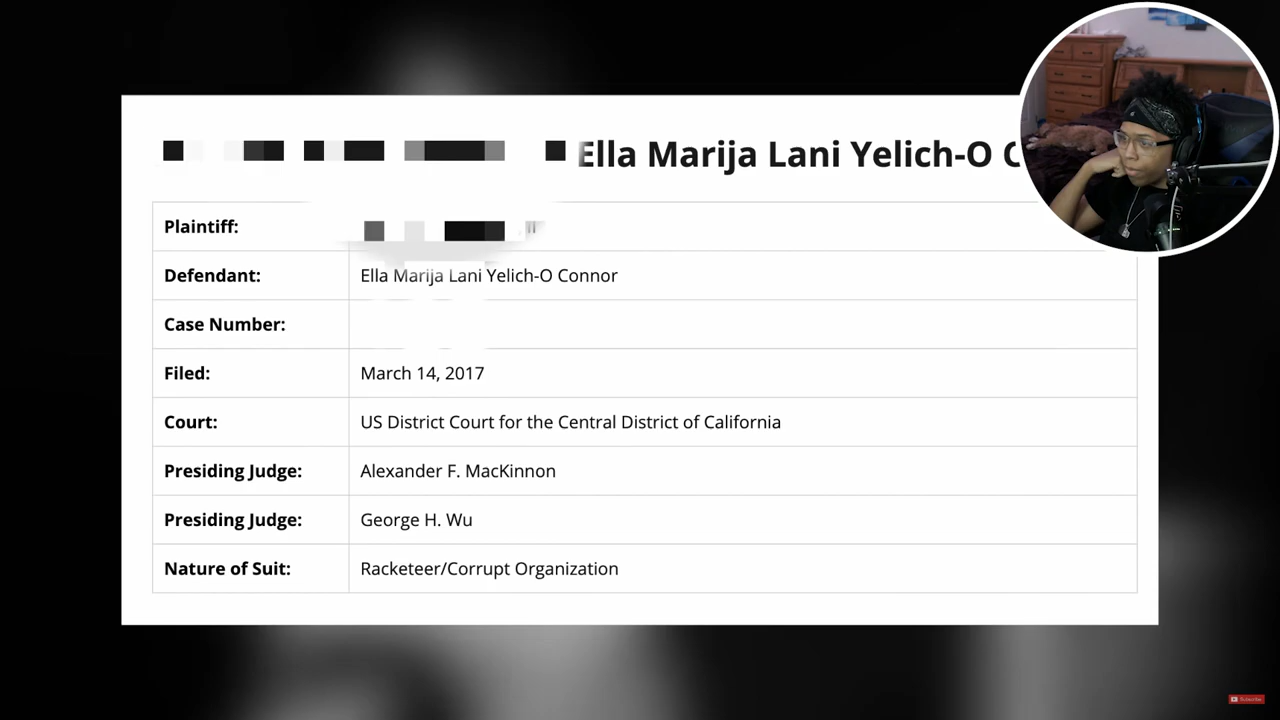 Ella Marija Lani Yelich-O C
Plaintiff:
Defendant: Ella Marija Lani Yelich-O Connor
Case Number:
Filed: March 14, 2017
Court: US District Court for the Central District of California
Presiding Judge: Alexander F. MacKinnon
Presiding Judge: George H. Wu
Nature of Suit: Racketeer/Corrupt Organization
Subscribe